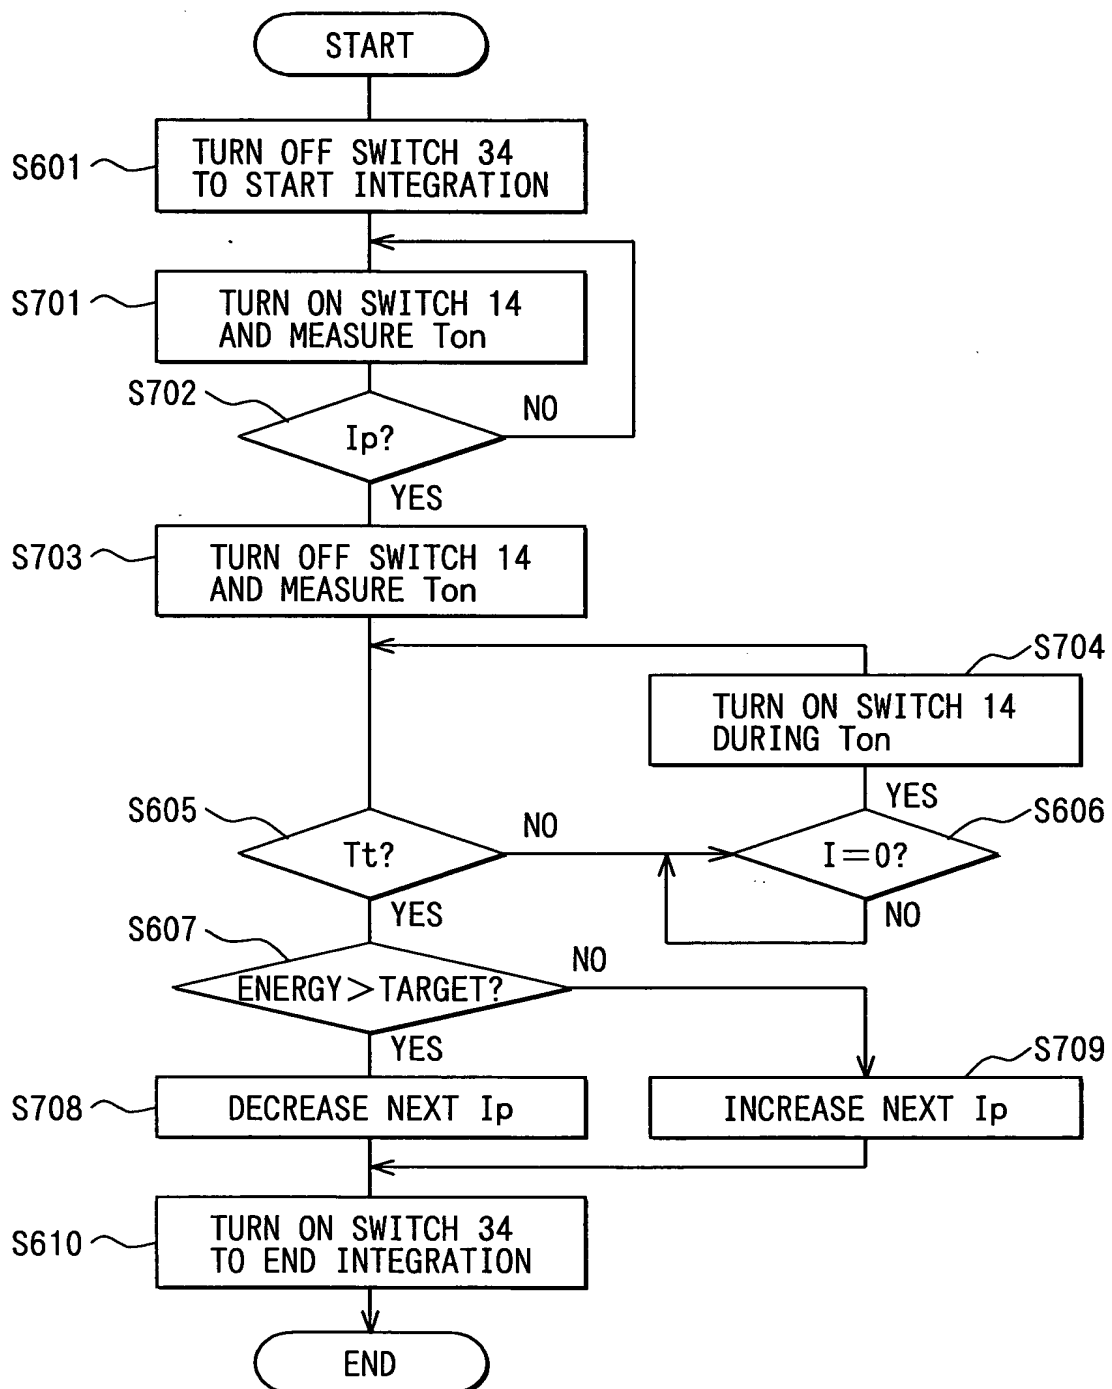 START
S601
TURN OFF SWITCH 34
TO START INTEGRATION
S701
TURN ON SWITCH 14
AND MEASURE Ton
S702
Ip?
NO
YES
S703
TURN OFF SWITCH 14
AND MEASURE Ton
S704
TURN ON SWITCH 14
DURING Ton
S605
Tt?
NO
YES
S606
I=0?
YES
NO
S607
ENERGY>TARGET?
NO
YES
S708
DECREASE NEXT Ip
S709
INCREASE NEXT Ip
S610
TURN ON SWITCH 34
TO END INTEGRATION
END